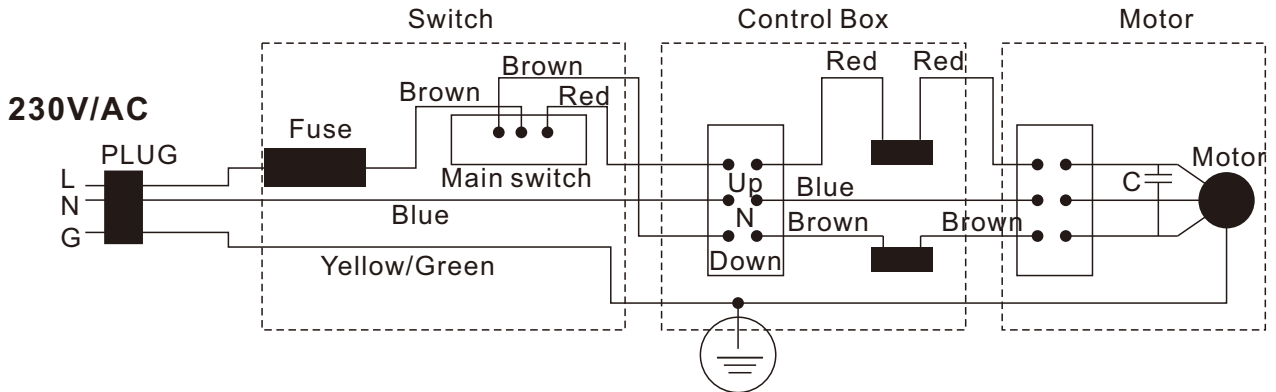 Switch
Control Box
Motor
Brown
Red
Red
Brown
Red
230V/AC
Fuse
PLUG
Main switch
L
N
G
Up
N
Down
Blue
Blue
Brown
Brown
C
Motor
Yellow/Green